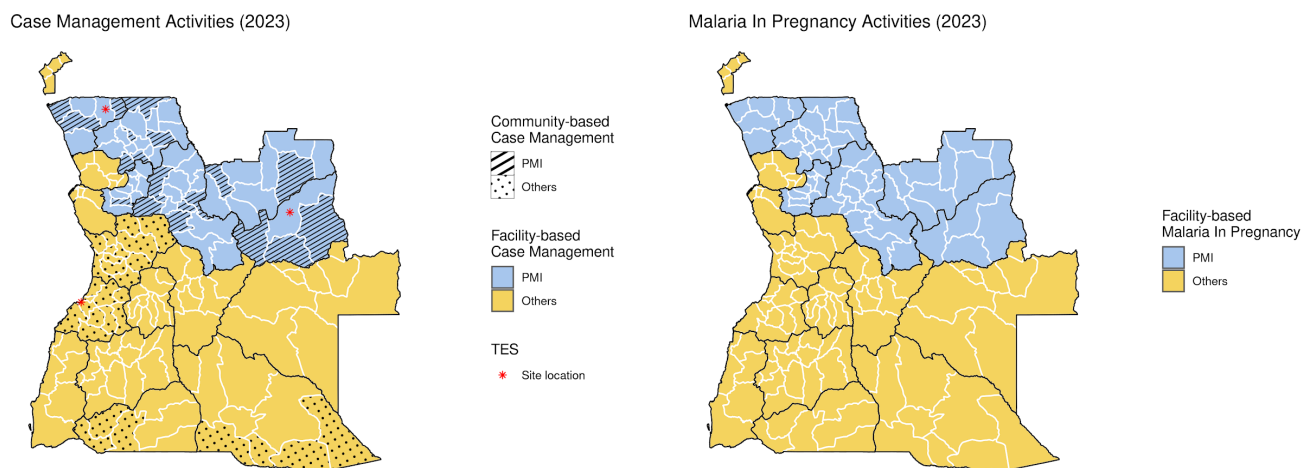 Case Management Activities (2023)
Community-based
Case Management
PMI
Others
Facility-based
Case Management
PMI
Others
TES
Site location
Malaria In Pregnancy Activities (2023)
Facility-based
Malaria In Pregnancy
PMI
Others